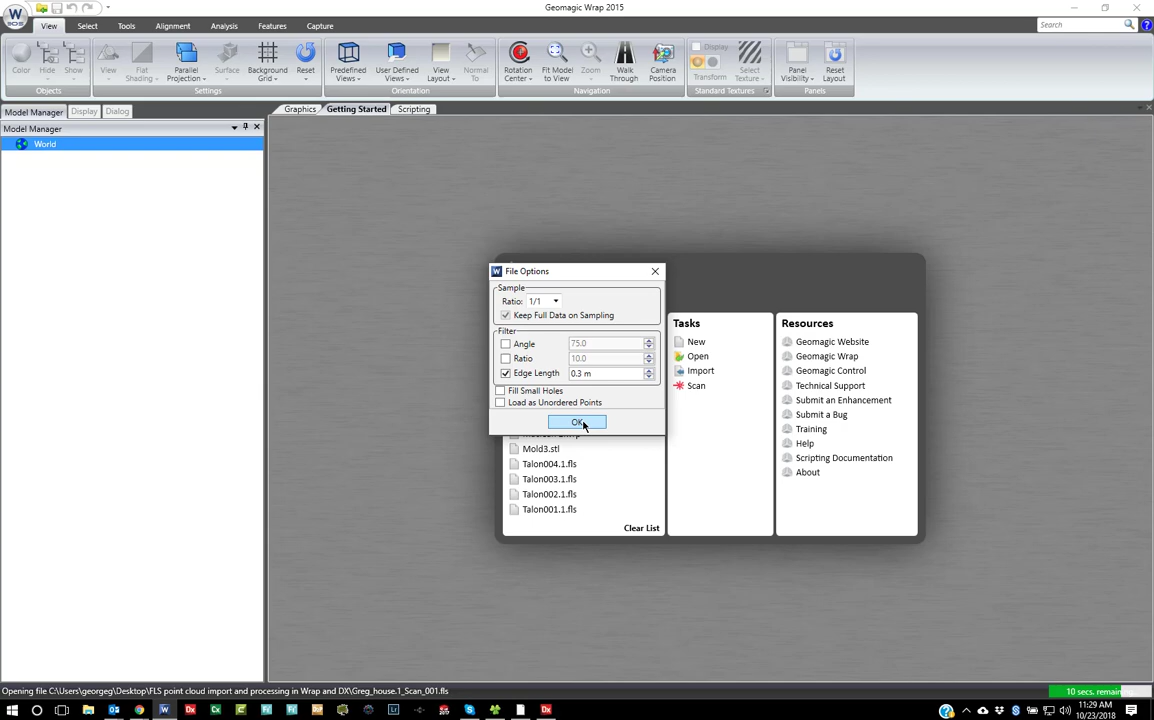 Geomagic Wrap 2015
View Select Tools Alignment Analysis Features Capture
Search
Color Hide Show
Objects
View Flat Shading Parallel Projection Surface Background Grid Reset
Settings
Predefined Views User Defined Views View Layout Normal To
Orientation
Rotation Center Fit Model to View Zoom Walk Through Camera Position
Navigation
Display Transform Select Texture
Standard Textures
Panel Visibility Reset Layout
Panels
Model Manager Display Dialog
Graphics Getting Started Scripting
Model Manager
World
File Options
Sample
Ratio: 1/1
Keep Full Data on Sampling
Filter
Angle 75.0
Ratio 10.0
Edge Length 0.3 m
Fill Small Holes
Load as Unordered Points
OK
Mold3.stl
Talon004.1.fls
Talon003.1.fls
Talon002.1.fls
Talon001.1.fls
Clear List
Tasks
New
Open
Import
Scan
Resources
Geomagic Website
Geomagic Wrap
Geomagic Control
Technical Support
Submit an Enhancement
Submit a Bug
Training
Help
Scripting Documentation
About
Opening file C:\Users\georgeg\Desktop\FLS point cloud import and processing in Wrap and DX\Greg_house.1_Scan_001.fls
10 secs. remaining
11:29 AM
10/23/2018